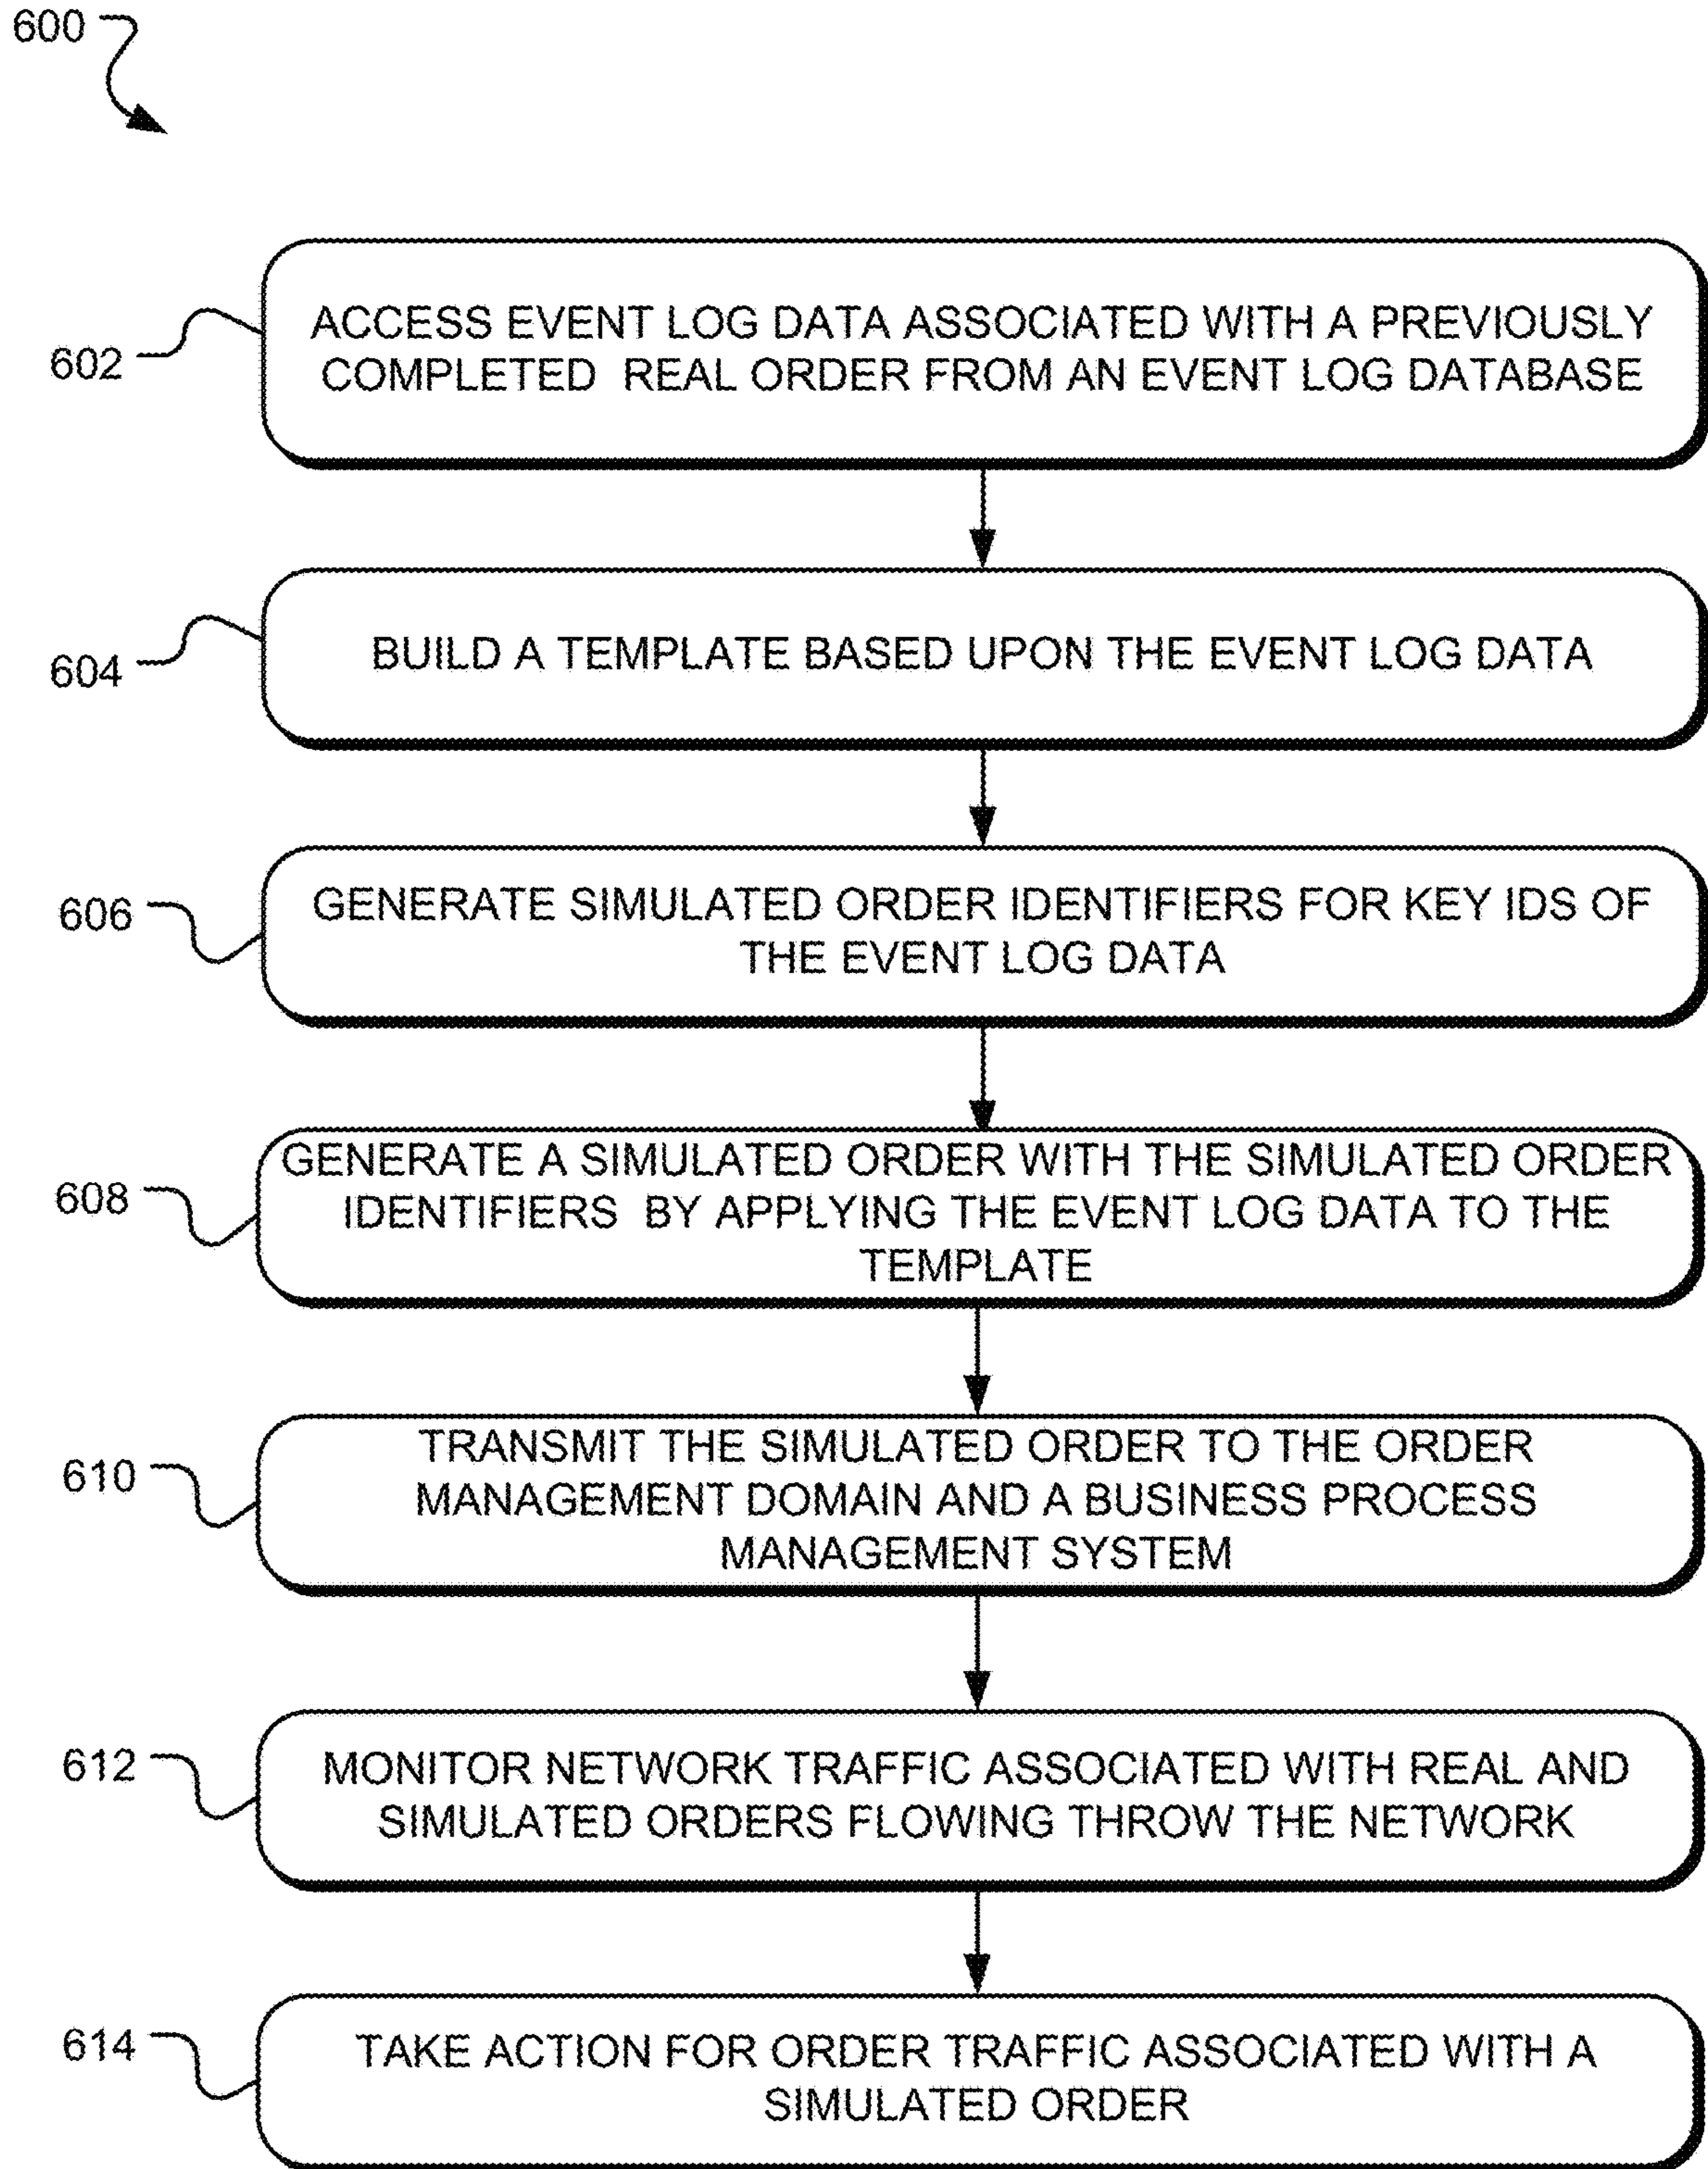 600
602
ACCESS EVENT LOG DATA ASSOCIATED WITH A PREVIOUSLY
COMPLETED  REAL ORDER FROM AN EVENT LOG DATABASE
604
BUILD A TEMPLATE BASED UPON THE EVENT LOG DATA
606
GENERATE SIMULATED ORDER IDENTIFIERS FOR KEY IDS OF
THE EVENT LOG DATA
608
GENERATE A SIMULATED ORDER WITH THE SIMULATED ORDER
IDENTIFIERS  BY APPLYING THE EVENT LOG DATA TO THE
TEMPLATE
610
TRANSMIT THE SIMULATED ORDER TO THE ORDER
MANAGEMENT DOMAIN AND A BUSINESS PROCESS
MANAGEMENT SYSTEM
612
MONITOR NETWORK TRAFFIC ASSOCIATED WITH REAL AND
SIMULATED ORDERS FLOWING THROW THE NETWORK
614
TAKE ACTION FOR ORDER TRAFFIC ASSOCIATED WITH A
SIMULATED ORDER